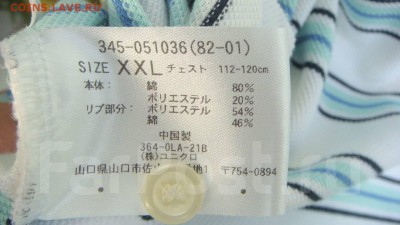 COINS.LAVE.RU
345-051036(82-01)
SIZE XXL チェスト 112-120cm
本体: 綿 80%
ポリエステル 20%
リブ部分: ポリエステル 54%
綿 46%
中国製
364-0LA-21B
(株)ユニクロ
山口県山口市佐 地1 〒754-0894